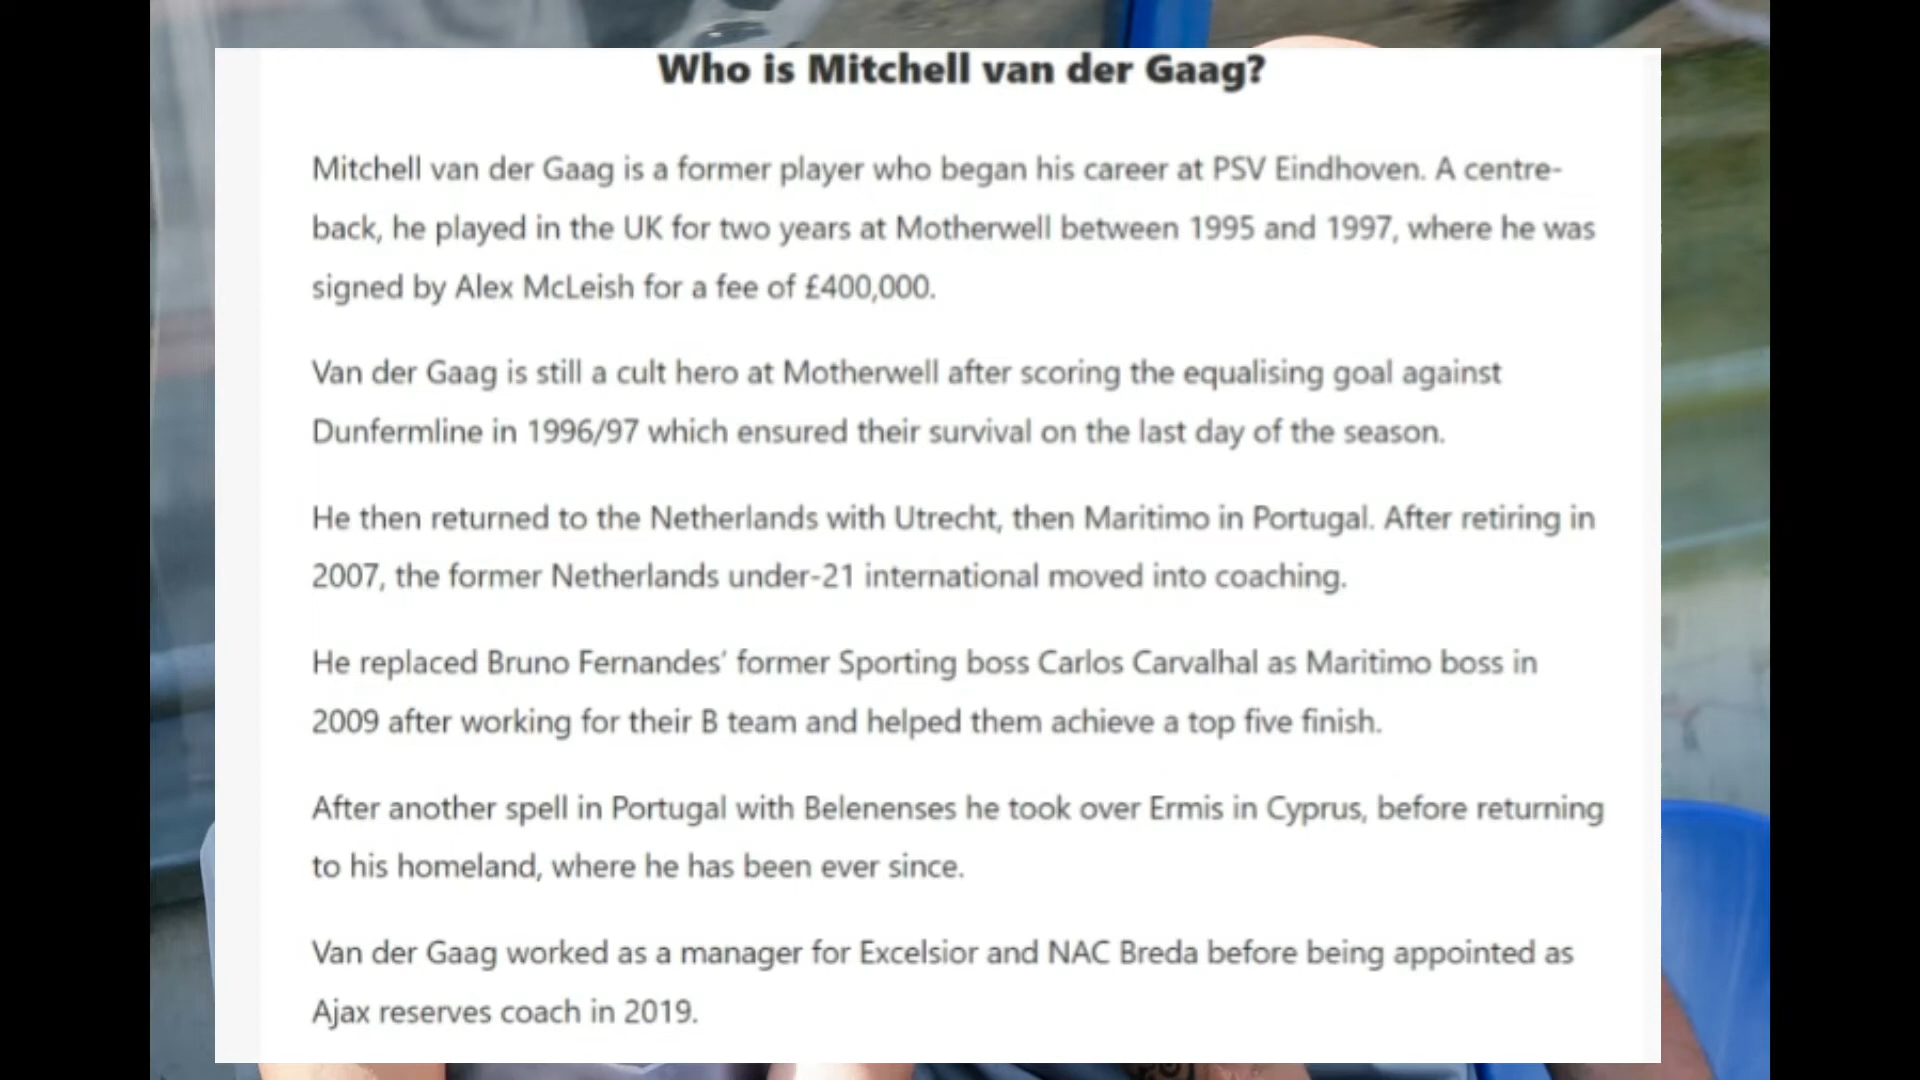 Who is Mitchell van der Gaag?
Mitchell van der Gaag is a former player who began his career at PSV Eindhoven. A centre-
back, he played in the UK for two years at Motherwell between 1995 and 1997, where he was
signed by Alex McLeish for a fee of £400,000.
Van der Gaag is still a cult hero at Motherwell after scoring the equalising goal against
Dunfermline in 1996/97 which ensured their survival on the last day of the season.
He then returned to the Netherlands with Utrecht, then Maritimo in Portugal. After retiring in
2007, the former Netherlands under-21 international moved into coaching.
He replaced Bruno Fernandes’ former Sporting boss Carlos Carvalhal as Maritimo boss in
2009 after working for their B team and helped them achieve a top five finish.
After another spell in Portugal with Belenenses he took over Ermis in Cyprus, before returning
to his homeland, where he has been ever since.
Van der Gaag worked as a manager for Excelsior and NAC Breda before being appointed as
Ajax reserves coach in 2019.